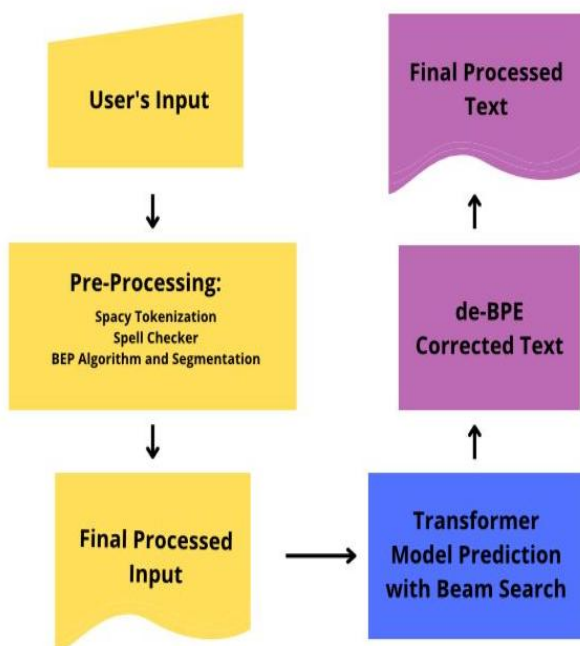 User's Input
Pre-Processing:
Spacy Tokenization
Spell Checker
BEP Algorithm and Segmentation
Final Processed
Input
Transformer
Model Prediction
with Beam Search
de-BPE
Corrected Text
Final Processed
Text